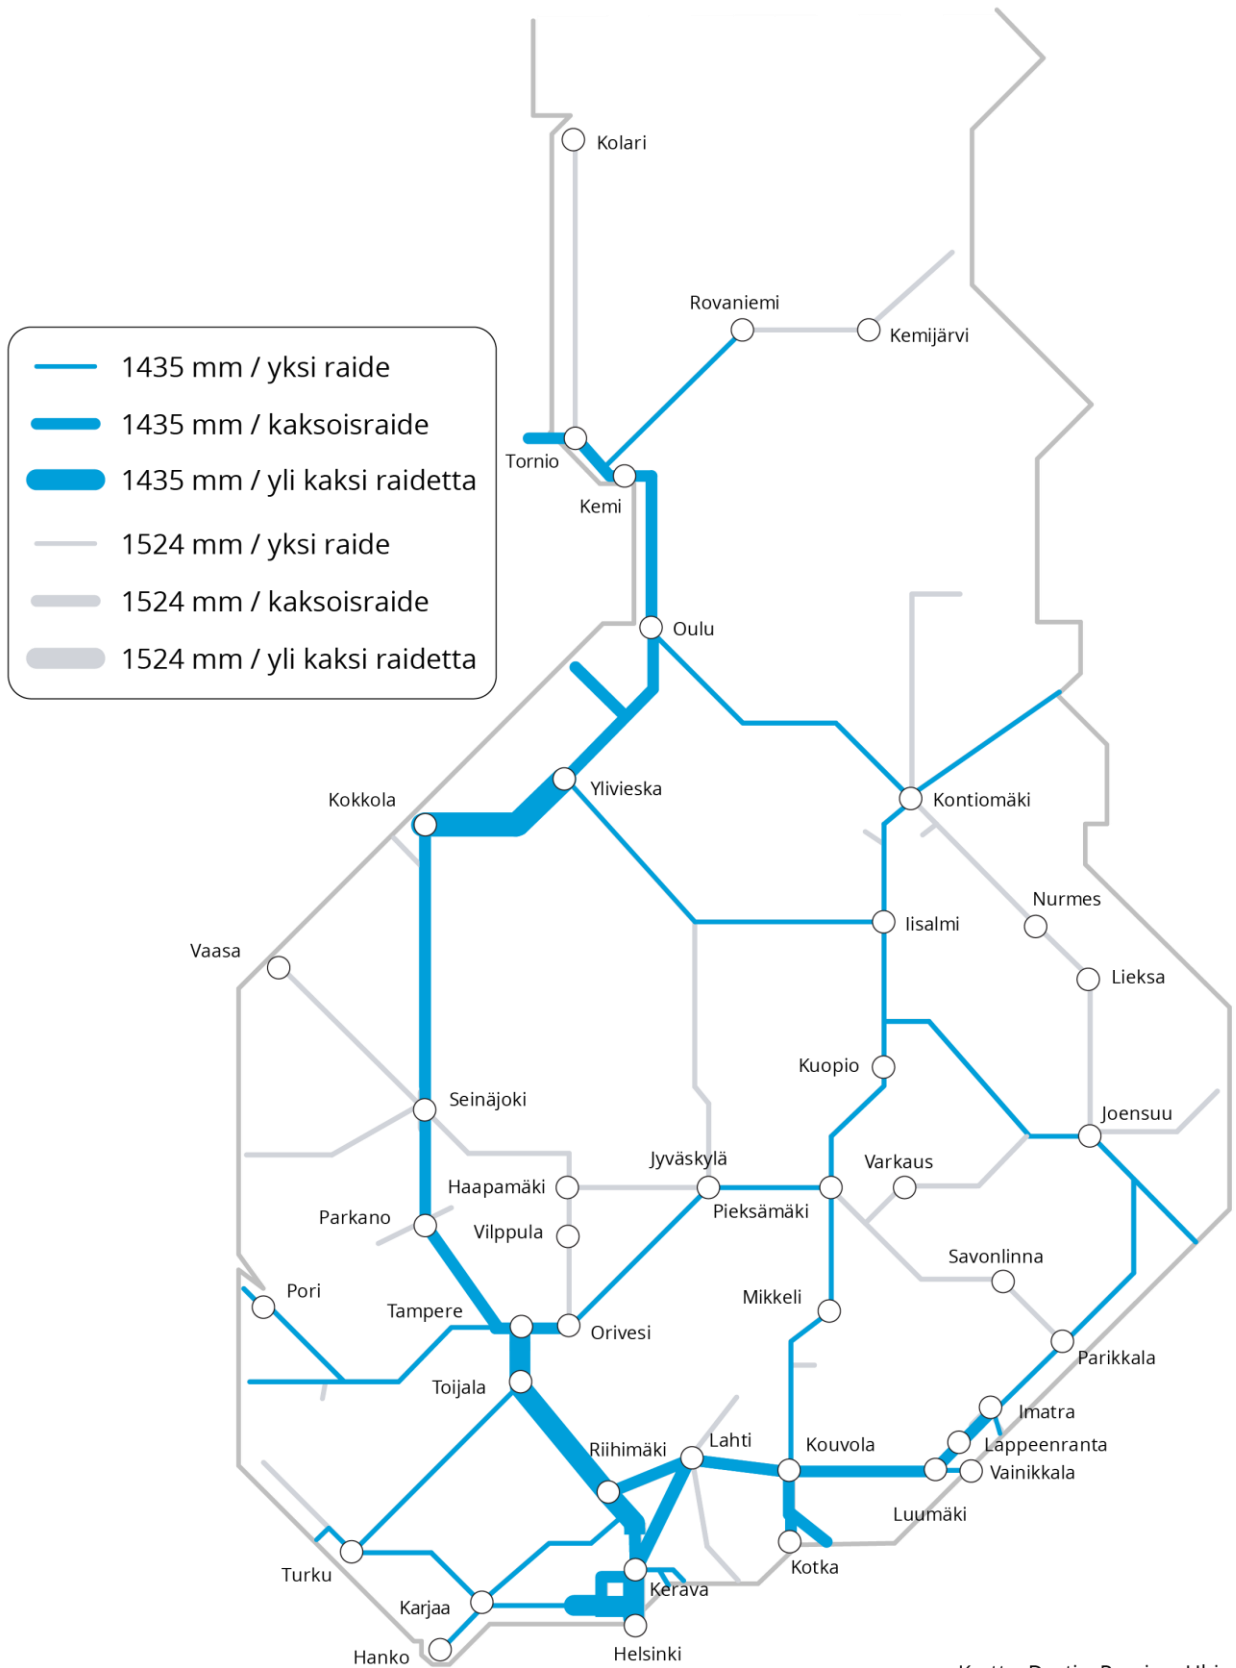 Kolari
Rovaniemi
Kemijärvi
1435 mm / yksi raide
1435 mm / kaksoisraide
1435 mm / yli kaksi raidetta
1524 mm / yksi raide
1524 mm / kaksoisraide
1524 mm / yli kaksi raidetta
Tornio
Kemi
Oulu
Ylivieska
Kokkola
Kontiomäki
Nurmes
Iisalmi
Vaasa
Lieksa
Kuopio
Seinäjoki
Joensuu
Jyväskylä
Varkaus
Haapamäki
Pieksämäki
Parkano
Vilppula
Savonlinna
Pori
Mikkeli
Tampere
Orivesi
Parikkala
Toijala
Imatra
Lahti
Kouvola
Lappeenranta
Riihimäki
Vainikkala
Luumäki
Kotka
Turku
Kerava
Karjaa
Helsinki
Hanko